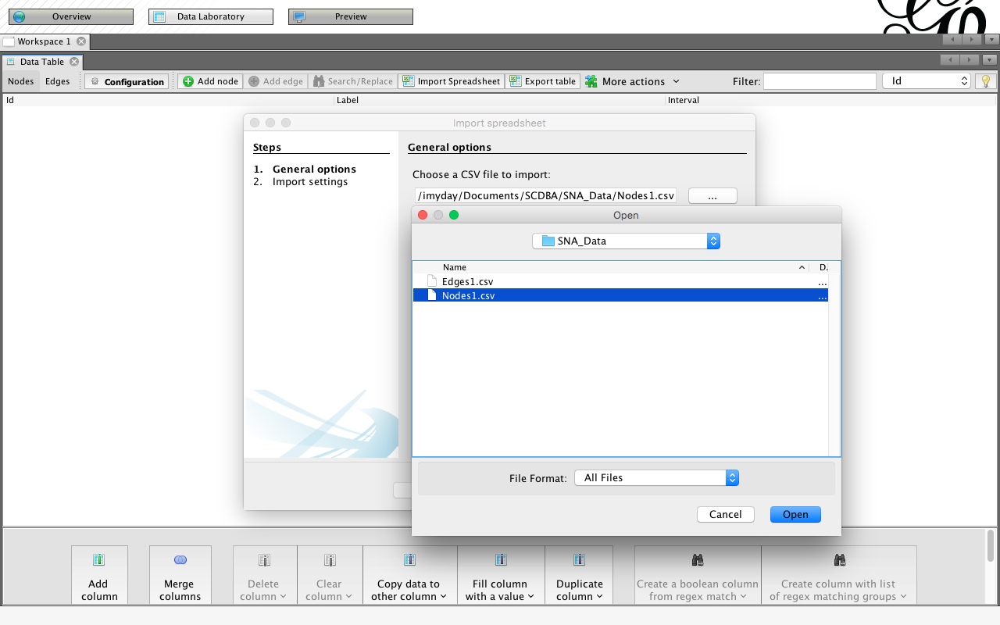 Overview
Data Laboratory
Preview
Workspace 1
Data Table
Nodes
Edges
Configuration
Add node
Add edge
Search/Replace
Import Spreadsheet
Export table
More actions
Filter:
Id
Id
Label
Interval
Import spreadsheet
Steps
1. General options
2. Import settings
General options
Choose a CSV file to import:
/imyday/Documents/SCDBA/SNA_Data/Nodes1.csv
...
Open
SNA_Data
Name
D.
Edges1.csv
...
Nodes1.csv
...
File Format:
All Files
Cancel
Open
Add
column
Merge
columns
Delete
column
Clear
column
Copy data to
other column
Fill column
with a value
Duplicate
column
Create a boolean column
from regex match
Create column with list
of regex matching groups